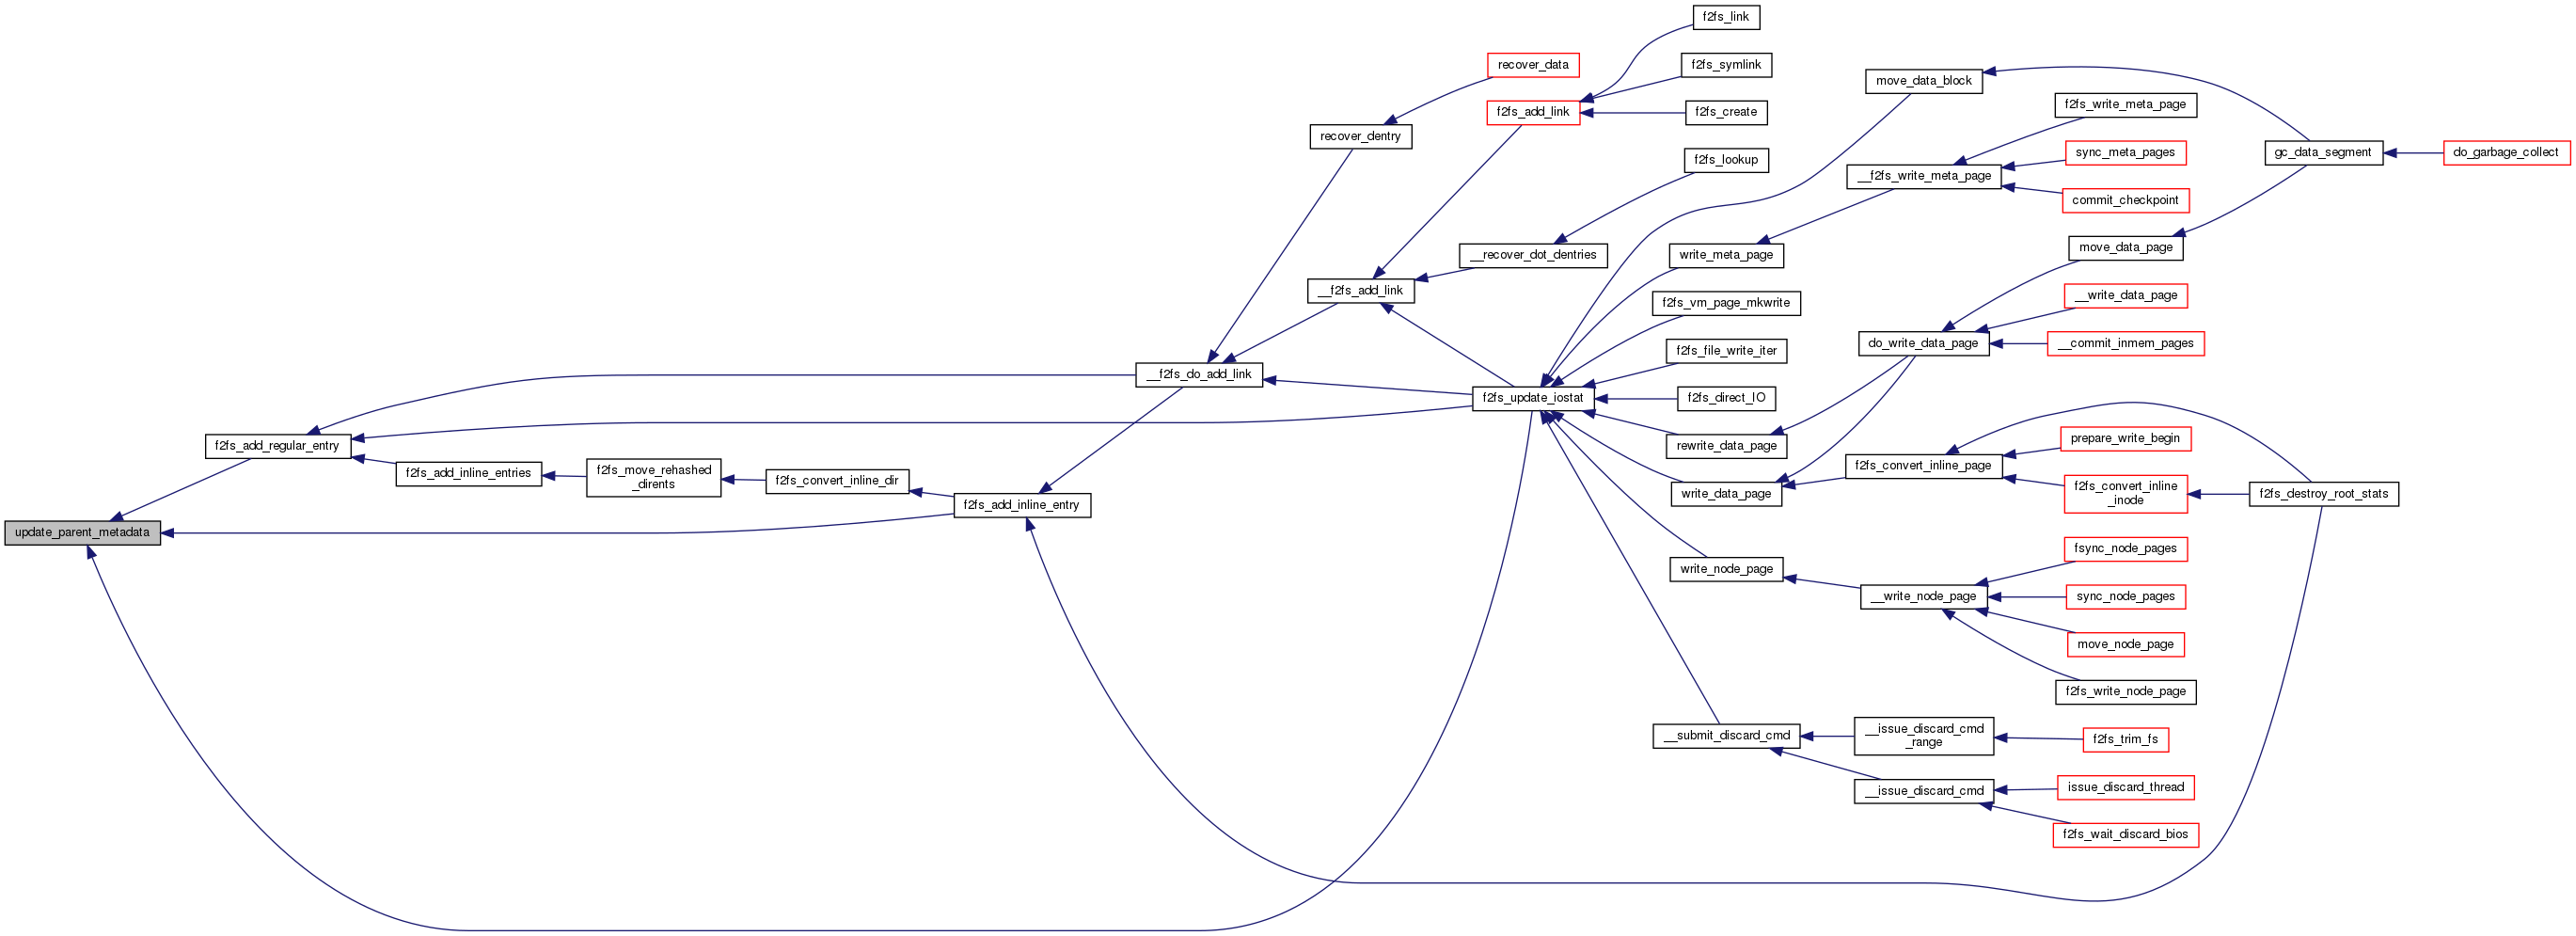 f2fs_link
recover_data
f2fs_symlink
move_data_block
f2fs_add_link
f2fs_create
f2fs_write_meta_page
recover_dentry
f2fs_lookup
sync_meta_pages
gc_data_segment
do_garbage_collect
__f2fs_write_meta_page
commit_checkpoint
__recover_dot_dentries
write_meta_page
move_data_page
__f2fs_add_link
f2fs_vm_page_mkwrite
__write_data_page
do_write_data_page
__commit_inmem_pages
f2fs_file_write_iter
__f2fs_do_add_link
f2fs_update_iostat
f2fs_direct_IO
f2fs_add_regular_entry
rewrite_data_page
prepare_write_begin
f2fs_add_inline_entries
f2fs_move_rehashed
_dirents
f2fs_convert_inline_dir
f2fs_convert_inline_page
f2fs_add_inline_entry
write_data_page
f2fs_convert_inline
_inode
f2fs_destroy_root_stats
update_parent_metadata
fsync_node_pages
write_node_page
__write_node_page
sync_node_pages
move_node_page
f2fs_write_node_page
__submit_discard_cmd
__issue_discard_cmd
_range
f2fs_trim_fs
__issue_discard_cmd
issue_discard_thread
f2fs_wait_discard_bios